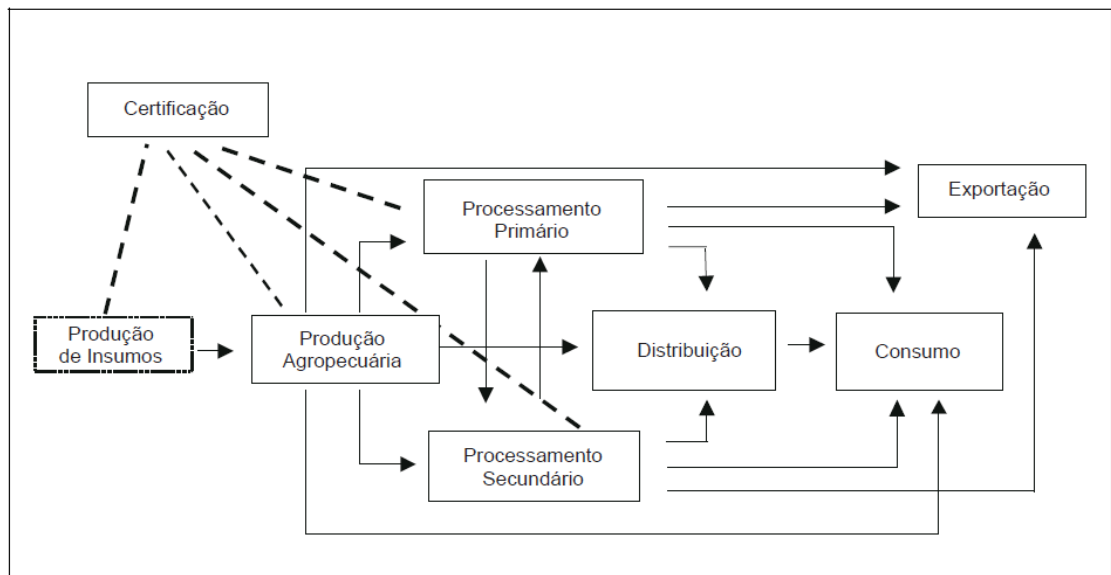 Certificação
Exportação
Processamento
Primário
Produção
de Insumos
Produção
Agropecuária
Distribuição
Consumo
Processamento
Secundário